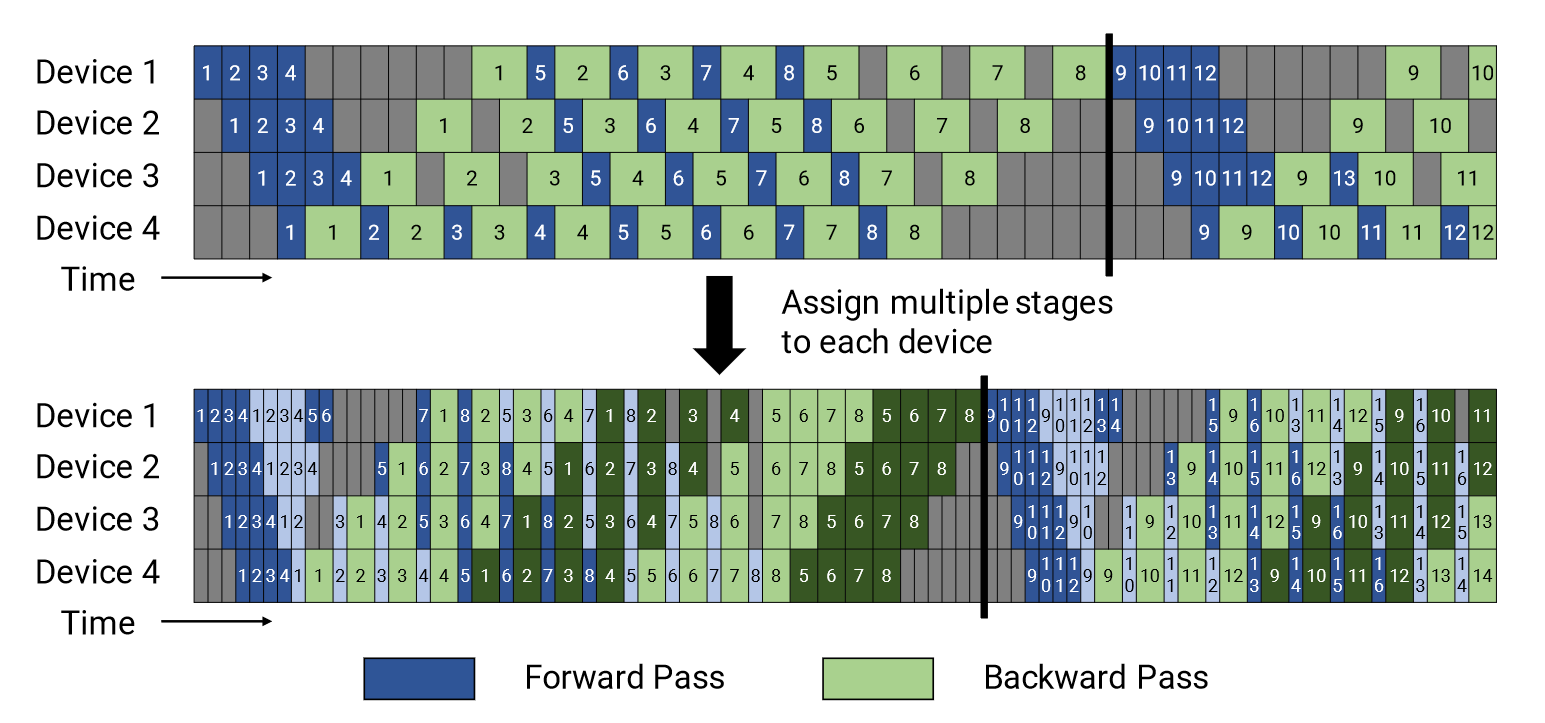 Device 1 1 2 3 4 1 5 2 6 3 7 4 8 5 6 7 8 9 10 11 12 9 10
Device 2 1 2 3 4 1 2 5 3 6 4 7 5 8 6 7 8 9 10 11 12 9 10
Device 3 1 2 3 4 1 2 3 5 4 6 5 7 6 8 7 8 9 10 11 12 9 13 10 11
Device 4 1 1 2 2 3 3 4 4 5 5 6 6 7 7 8 8 9 9 10 10 11 11 12 12
Time
Assign multiple stages
to each device
Device 1 1 2 3 4 1 2 3 4 5 6 7 1 8 2 5 3 6 4 7 1 8 2 3 4 5 6 7 8 5 6 7 8 9 10 11 12 9 10 11 12 13 14 15 9 16 10 13 11 14 12 15 9 16 10 11
Device 2 1 2 3 4 1 2 3 4 5 1 6 2 7 3 8 4 5 1 6 2 7 3 8 4 5 6 7 8 5 6 7 8 9 10 11 12 9 10 11 12 13 9 14 10 15 11 16 12 13 9 14 10 15 11 16 12
Device 3 1 2 3 4 1 2 3 1 4 2 5 3 6 4 7 1 8 2 5 3 6 4 7 5 8 6 7 8 5 6 7 8 9 10 11 12 9 10 11 9 12 10 13 11 14 12 15 9 16 10 13 11 14 12 15 13
Device 4 1 2 3 4 1 1 2 2 3 3 4 4 5 1 6 2 7 3 8 4 5 5 6 6 7 7 8 8 5 6 7 8 9 10 11 12 9 9 10 10 11 11 12 12 13 9 14 10 15 11 16 12 13 13 14 14
Time
Forward Pass Backward Pass